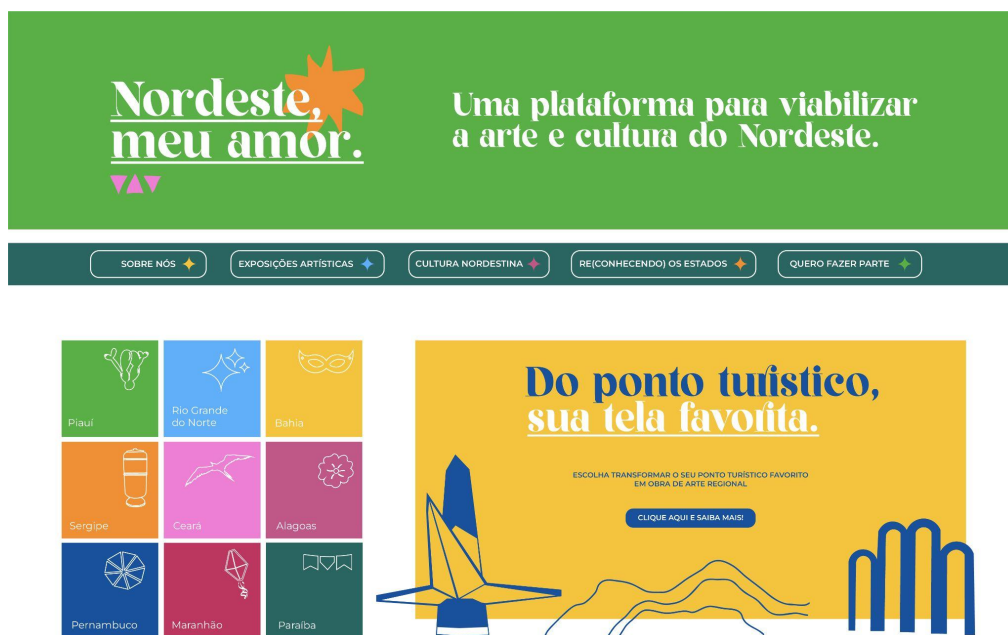 Nordeste,
meu amor.
Uma plataforma para viabilizar
a arte e cultura do Nordeste.
SOBRE NÓS
EXPOSIÇÕES ARTÍSTICAS
CULTURA NORDESTINA
RE(CONHECENDO) OS ESTADOS
QUERO FAZER PARTE
Piauí
Rio Grande
do Norte
Bahia
Sergipe
Ceará
Alagoas
Pernambuco
Maranhão
Paraíba
Do ponto turístico,
sua tela favorita.
ESCOLHA TRANSFORMAR O SEU PONTO TURÍSTICO FAVORITO
EM OBRA DE ARTE REGIONAL
CLIQUE AQUI E SAIBA MAIS!